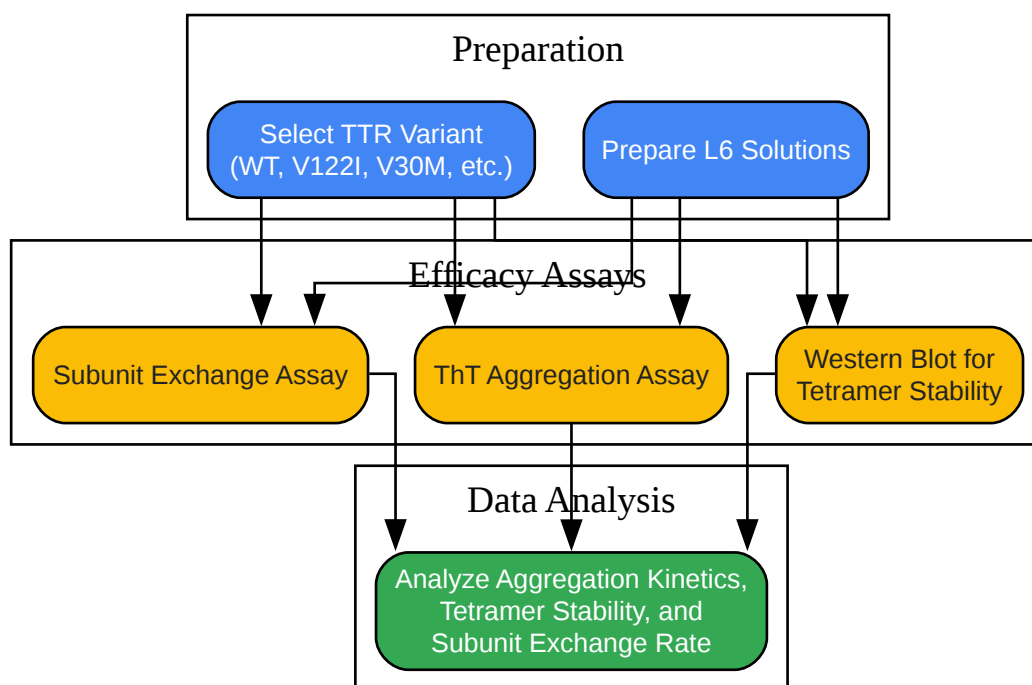 Preparation
Select TTR Variant
(WT, V122I, V30M, etc.)
Prepare L6 Solutions
Efficacy Assays
Subunit Exchange Assay
ThT Aggregation Assay
Western Blot for
Tetramer Stability
Data Analysis
Analyze Aggregation Kinetics,
Tetramer Stability, and
Subunit Exchange Rate